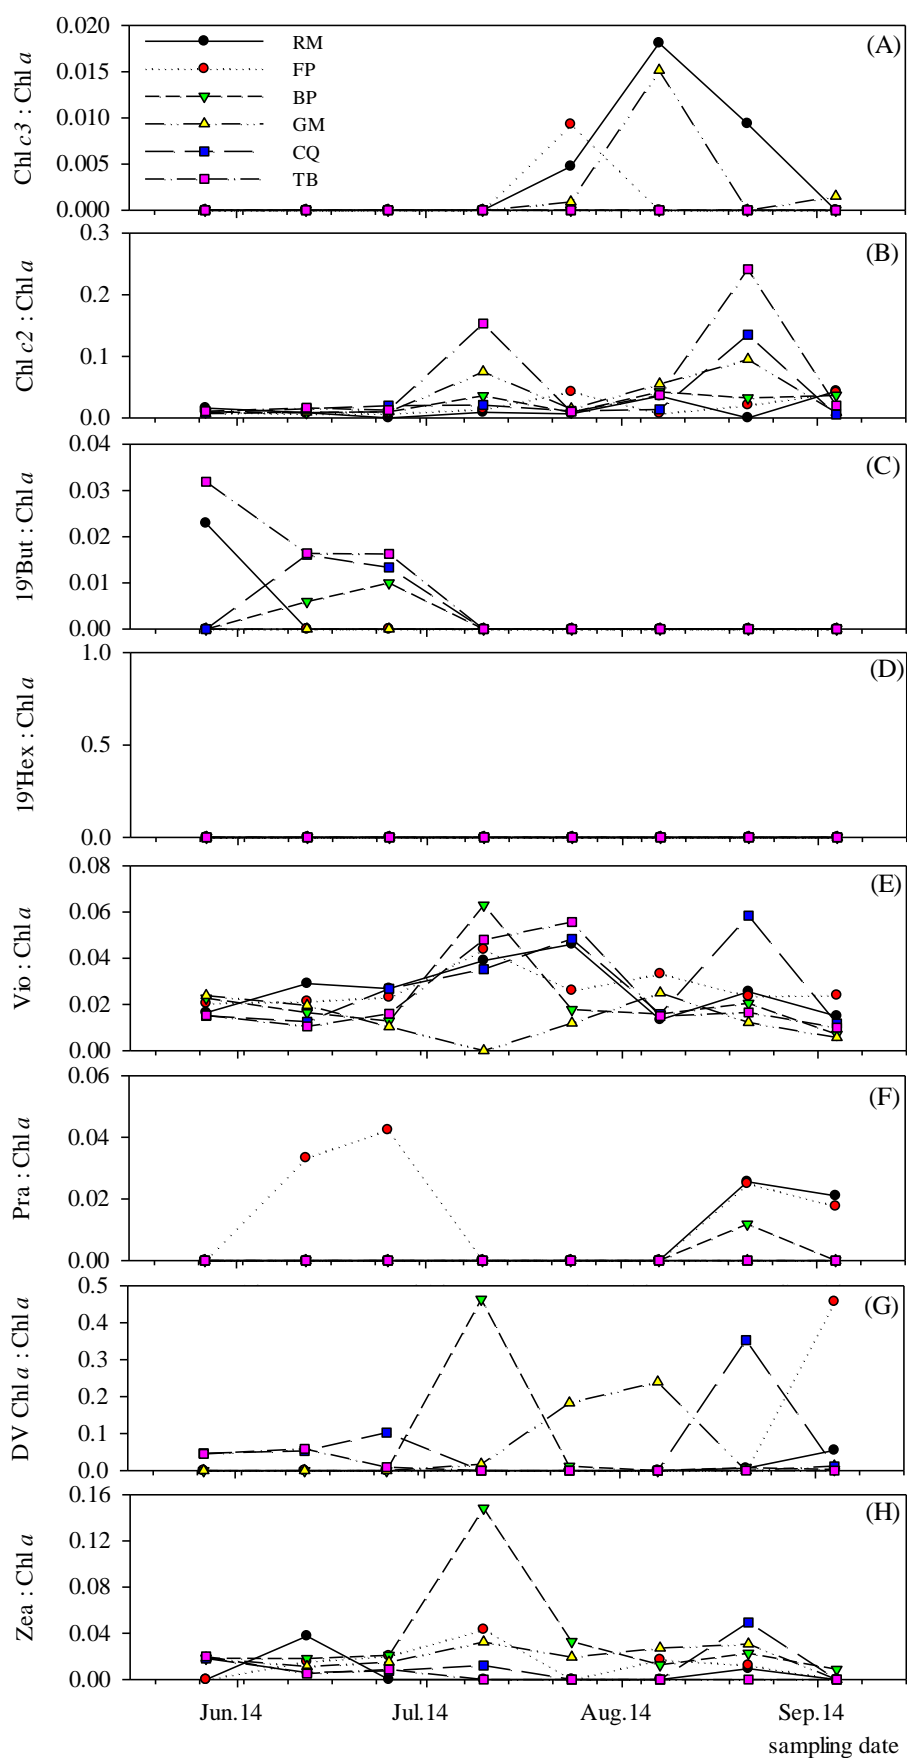 Chl c3 : Chl a
0.020
0.015
0.010
0.005
0.000
RM
FP
BP
GM
CQ
TB
(A)
Chl c2 : Chl a
0.3
0.2
0.1
0.0
(B)
19'But : Chl a
0.04
0.03
0.02
0.01
0.00
(C)
19'Hex : Chl a
1.0
0.5
0.0
(D)
Vio : Chl a
0.08
0.06
0.04
0.02
0.00
(E)
Pra : Chl a
0.06
0.04
0.02
0.00
(F)
DV Chl a : Chl a
0.5
0.4
0.3
0.2
0.1
0.0
(G)
Zea : Chl a
0.16
0.12
0.08
0.04
0.00
(H)
Jun.14 Jul.14 Aug.14 Sep.14
sampling date